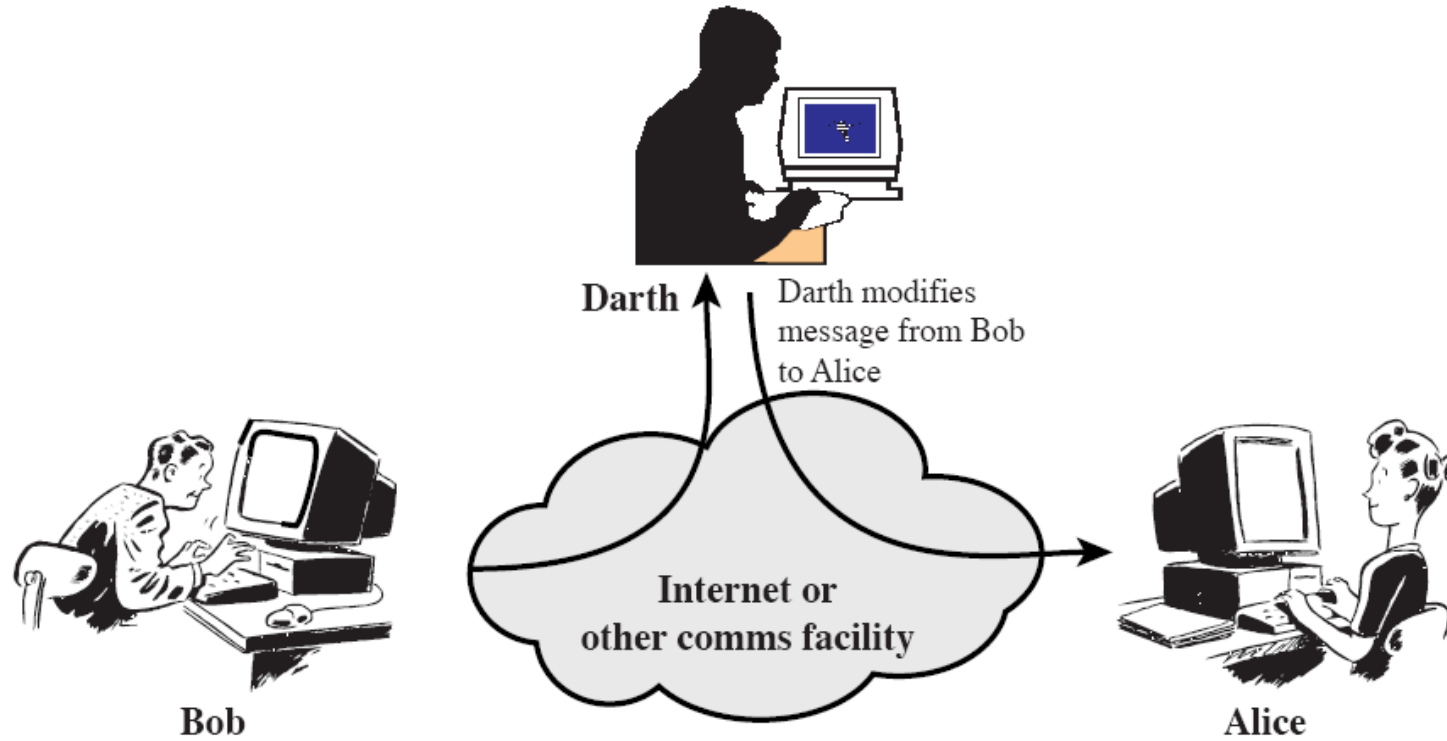 Darth
Darth modifies
message from Bob
to Alice
Internet or
other comms facility
Bob
Alice